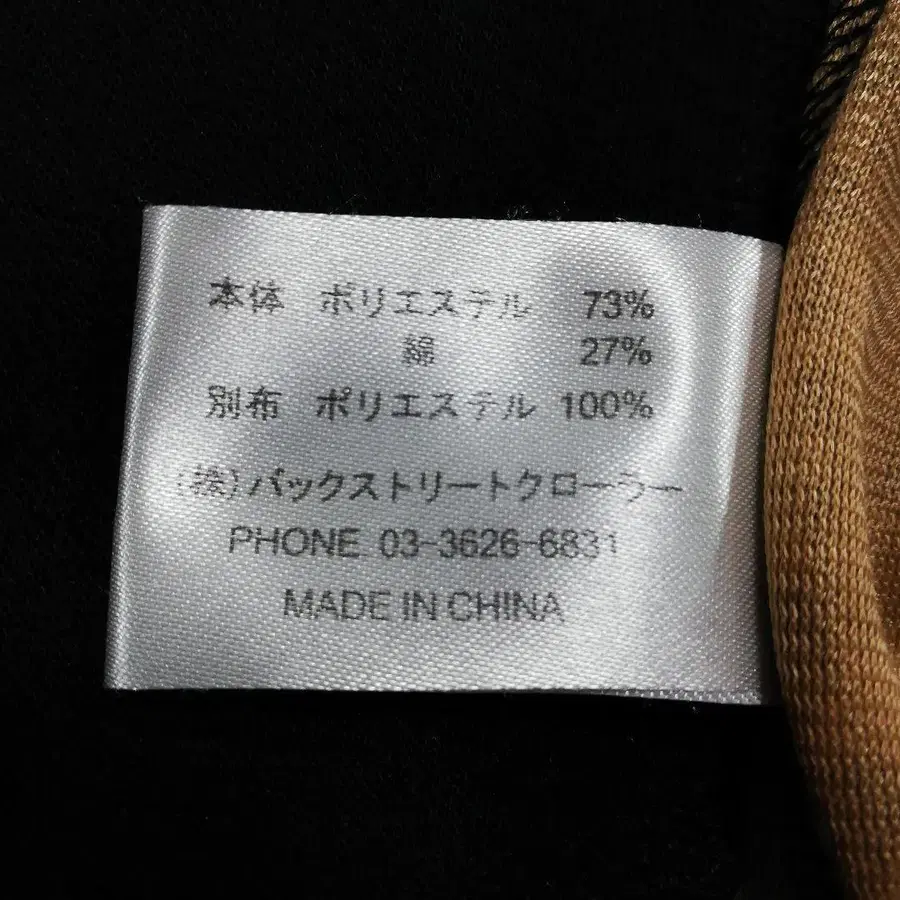 本体 ポリエステル 73%
綿 27%
別布 ポリエステル 100%
(株)バックストリートクローラー
PHONE 03-3626-6831
MADE IN CHINA